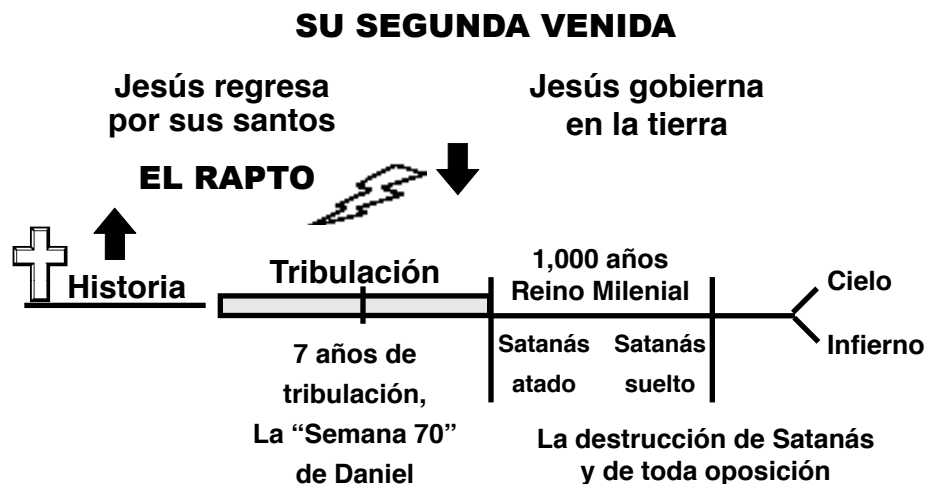 SU SEGUNDA VENIDA
Jesús regresa
por sus santos
Jesús gobierna
en la tierra
EL RAPTO
Historia
Tribulación
1,000 años
Reino Milenial
Cielo
Infierno
7 años de
tribulación,
La “Semana 70”
de Daniel
Satanás
atado
Satanás
suelto
La destrucción de Satanás
y de toda oposición